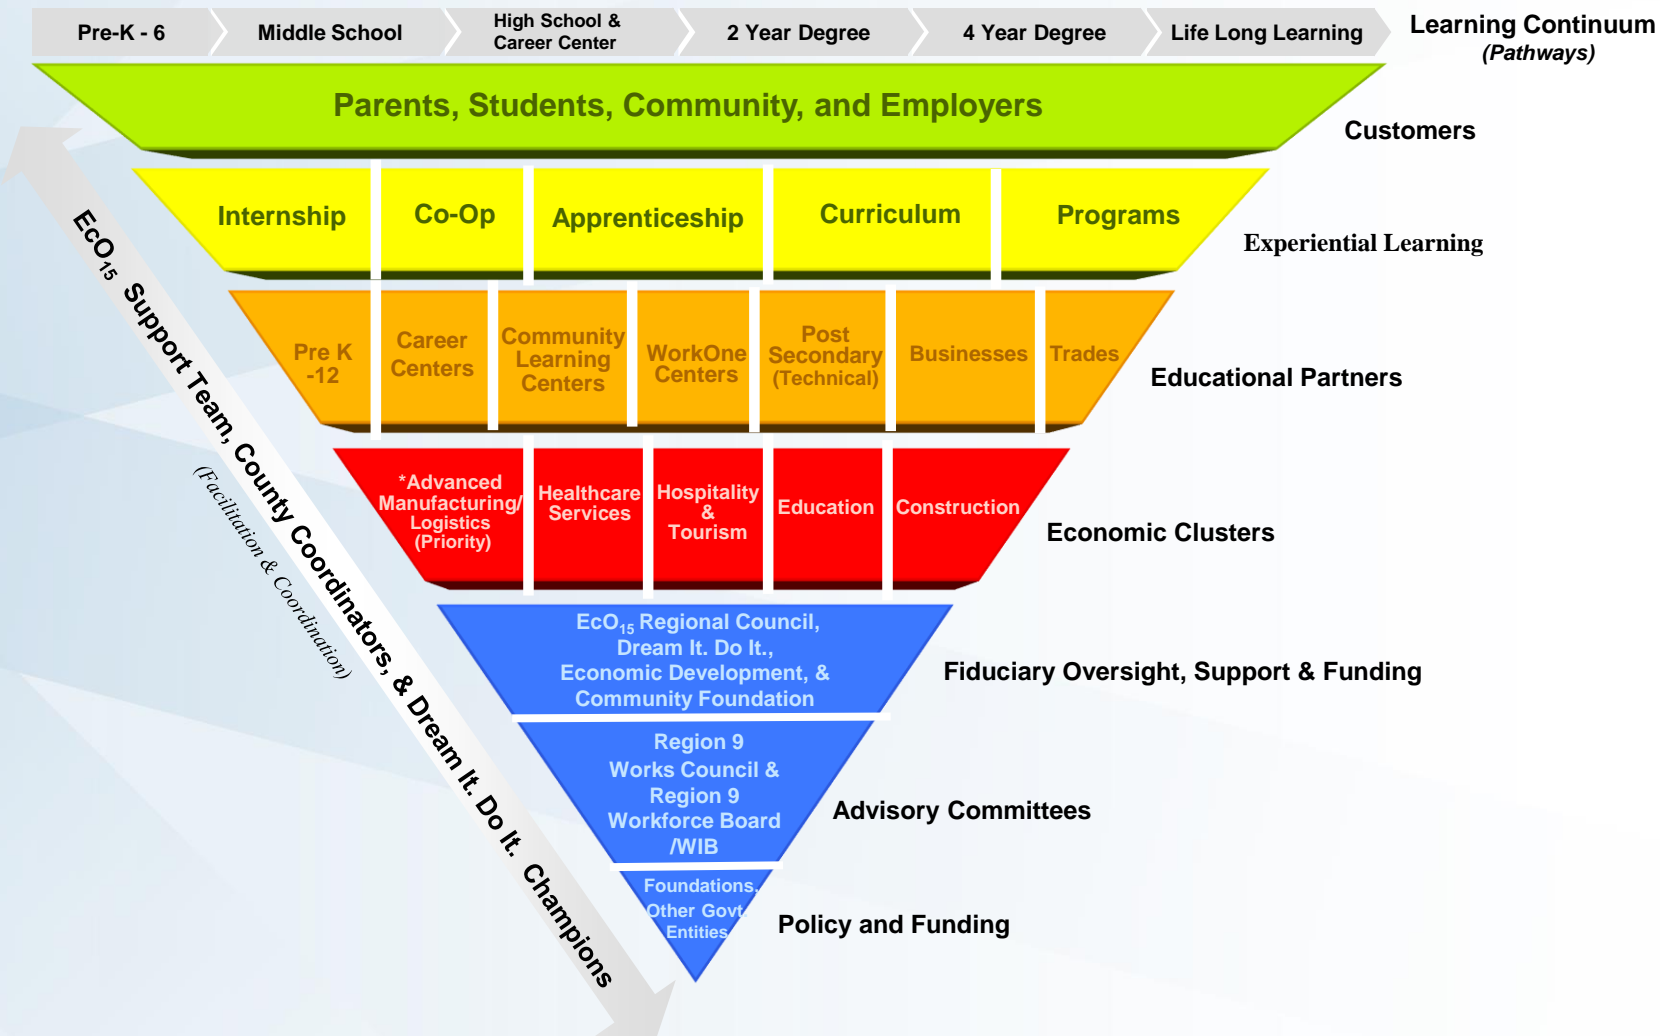 Pre-K - 6
Middle School
High School &
Career Center
2 Year Degree
4 Year Degree
Life Long Learning
Learning Continuum
(Pathways)
Parents, Students, Community, and Employers
Customers
Internship
Co-Op
Apprenticeship
Curriculum
Programs
Experiential Learning
Pre K
-12
Career
Centers
Community
Learning
Centers
WorkOne
Centers
Post
Secondary
(Technical)
Businesses
Trades
Educational Partners
*Advanced
Manufacturing/
Logistics
(Priority)
Healthcare
Services
Hospitality
&
Tourism
Education
Construction
Economic Clusters
EcO15 Regional Council,
Dream It. Do It.,
Economic Development, &
Community Foundation
Fiduciary Oversight, Support & Funding
Region 9
Works Council &
Region 9
Workforce Board
/WIB
Advisory Committees
Foundations,
Other Govt.
Entities
Policy and Funding
EcO15 Support Team, County Coordinators, & Dream It. Do It. Champions
(Facilitation & Coordination)